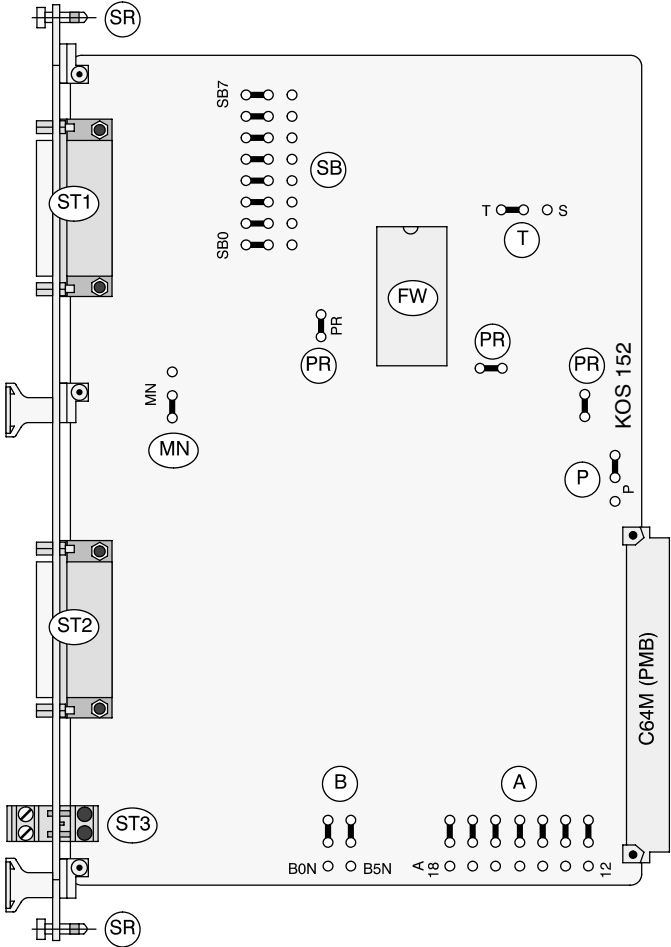 SR
SB7
SB
ST1
T
S
T
SB0
FW
PR
PR
PR
PR
KOS 152
MN
MN
P
P
ST2
C64M (PMB)
B
A
ST3
B0N
B5N
A
18
12
SR